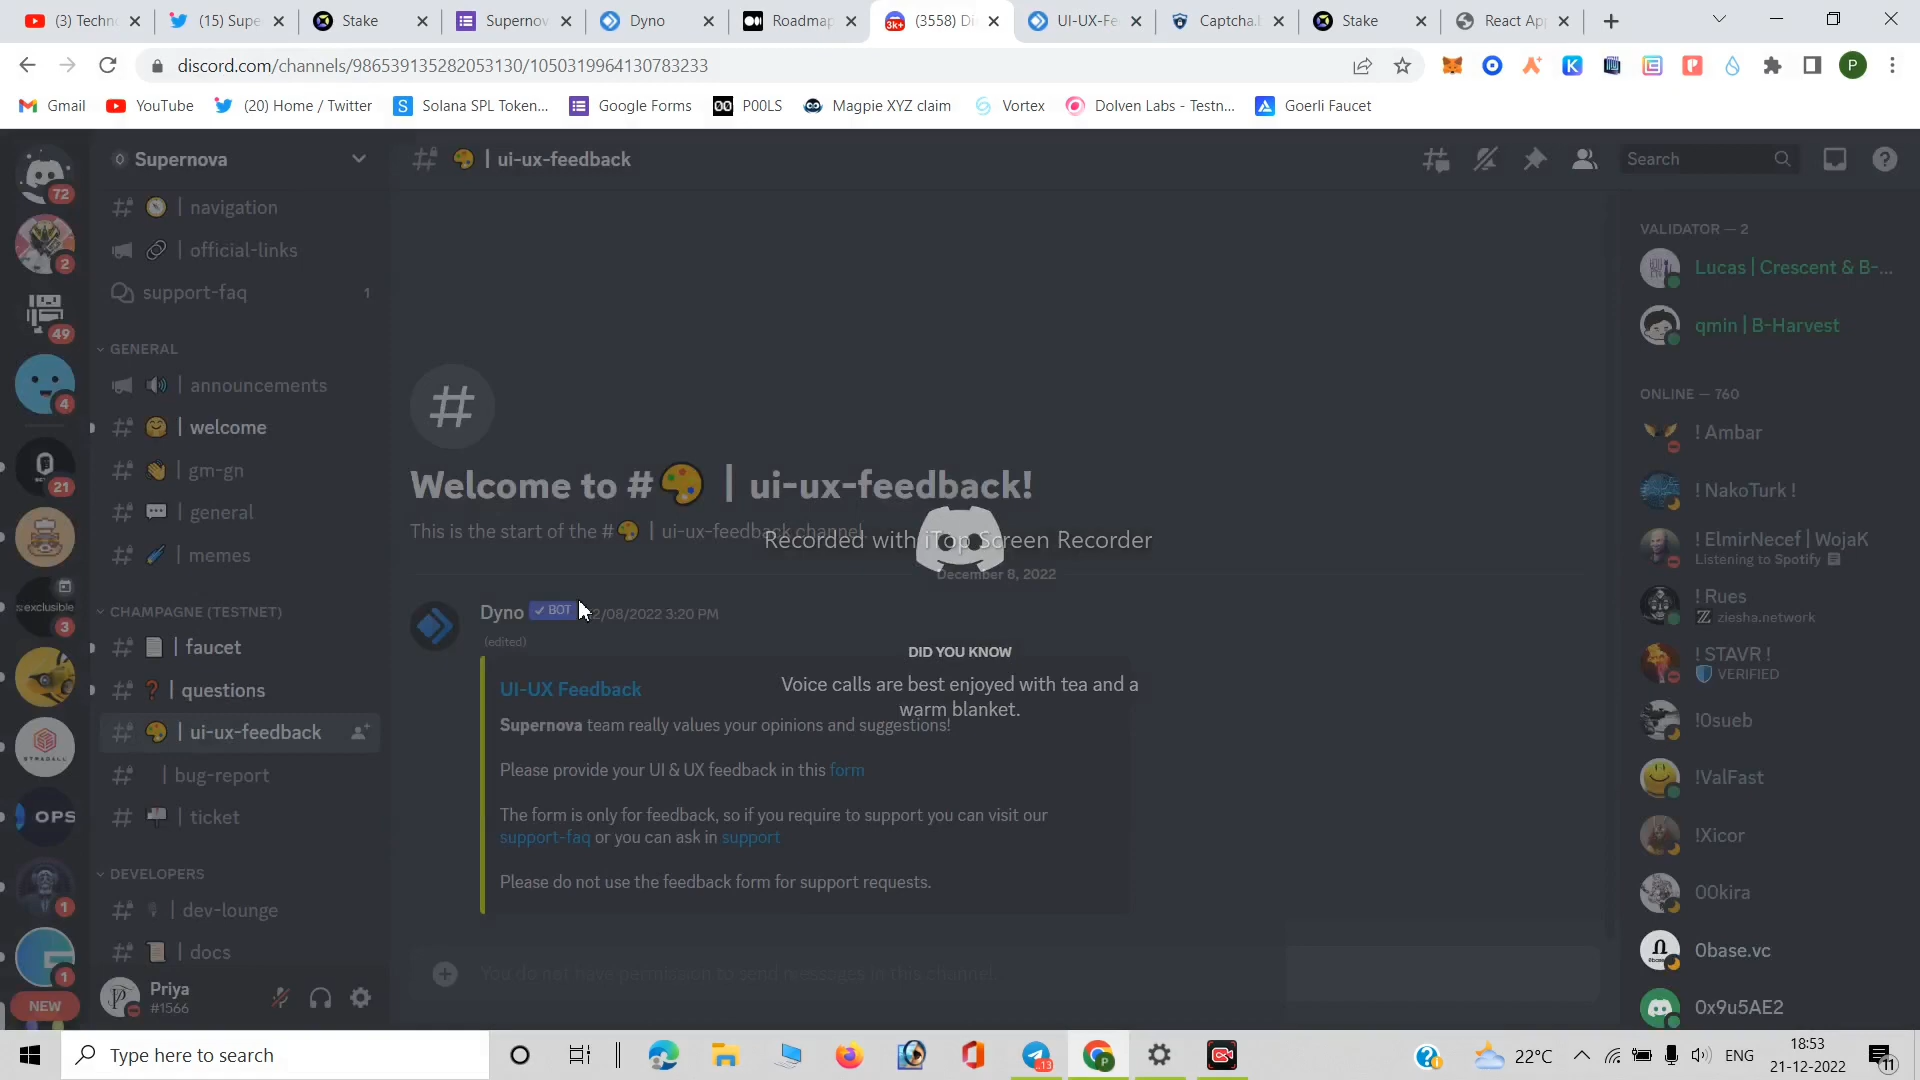 (3) Techno
(15) Supe
Stake
Supernov
Dyno
Roadmap
(3558) Di
UI-UX-Fe
Captcha.
Stake
React Ap
discord.com/channels/986539135282053130/1050319964130783233
P
Gmail
YouTube
(20) Home / Twitter
Solana SPL Token...
Google Forms
P00LS
Magpie XYZ claim
Vortex
Dolven Labs - Testn...
Goerli Faucet
Supernova
navigation
official-links
support-faq 1
GENERAL
announcements
welcome
gm-gn
general
memes
CHAMPAGNE (TESTNET)
faucet
questions
ui-ux-feedback
bug-report
ticket
DEVELOPERS
dev-lounge
docs
Priya
#1566
72
2
49
4
21
3
1
1
exclusible
STRADALL
OPS
NEW
| ui-ux-feedback
Search
Welcome to # | ui-ux-feedback!
This is the start of the # | ui-ux-feedback channel.
Recorded with iTop Screen Recorder
December 8, 2022
Dyno BOT 2/08/2022 3:20 PM
(edited)
DID YOU KNOW
Voice calls are best enjoyed with tea and a
warm blanket.
UI-UX Feedback
Supernova team really values your opinions and suggestions!
Please provide your UI & UX feedback in this form
The form is only for feedback, so if you require to support you can visit our
support-faq or you can ask in support
Please do not use the feedback form for support requests.
You do not have permission to send messages in this channel.
VALIDATOR — 2
Lucas | Crescent & B-...
qmin | B-Harvest
ONLINE — 760
! Ambar
! NakoTurk !
! ElmirNecef | WojaK
Listening to Spotify
! Rues
ziesha.network
! STAVR !
VERIFIED
!0sueb
!ValFast
!Xicor
00kira
0base.vc
0x9u5AE2
Type here to search
13
22°C
ENG
18:53
21-12-2022
11